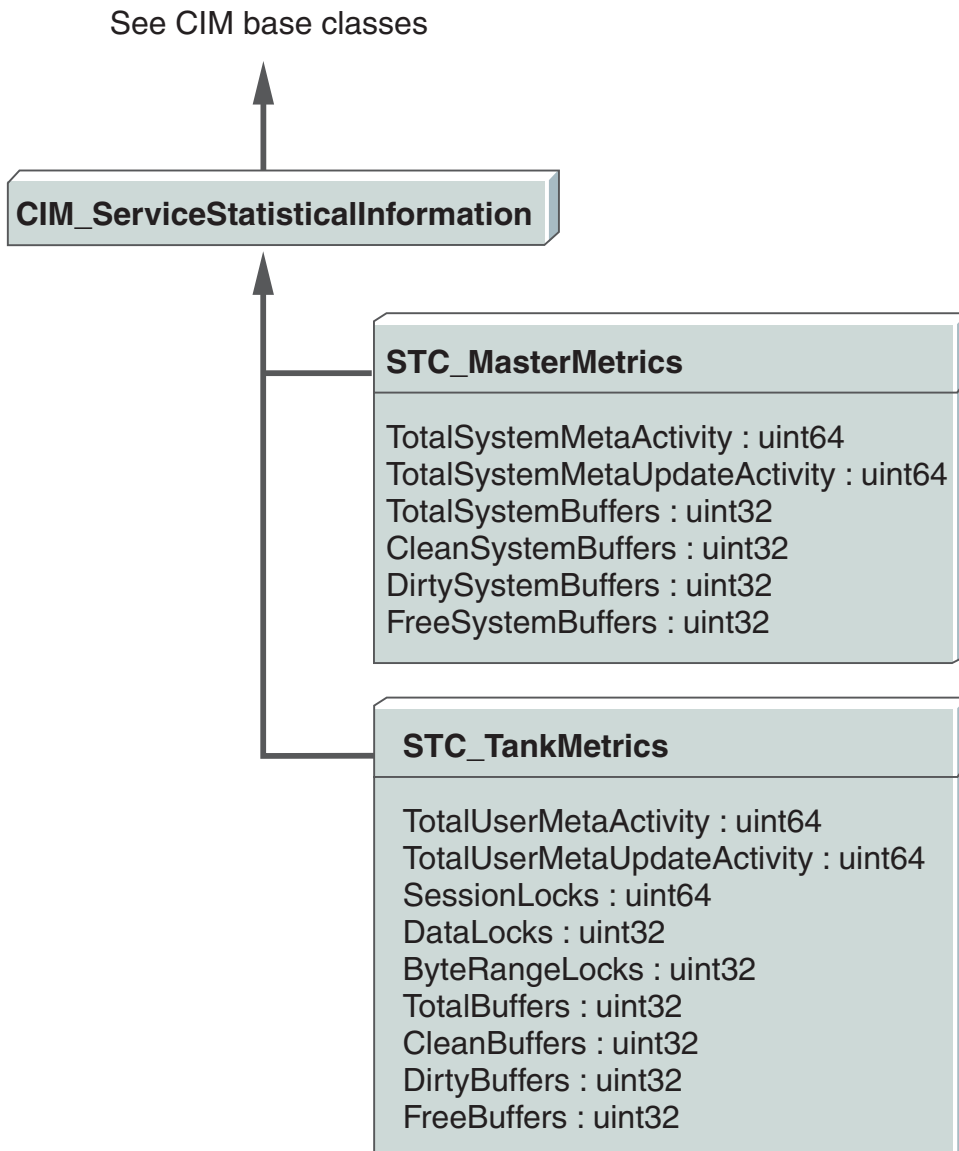 See CIM base classes
CIM_ServiceStatisticalInformation
STC_MasterMetrics
TotalSystemMetaActivity : uint64
TotalSystemMetaUpdateActivity : uint64
TotalSystemBuffers : uint32
CleanSystemBuffers : uint32
DirtySystemBuffers : uint32
FreeSystemBuffers : uint32
STC_TankMetrics
TotalUserMetaActivity : uint64
TotalUserMetaUpdateActivity : uint64
SessionLocks : uint64
DataLocks : uint32
ByteRangeLocks : uint32
TotalBuffers : uint32
CleanBuffers : uint32
DirtyBuffers : uint32
FreeBuffers : uint32